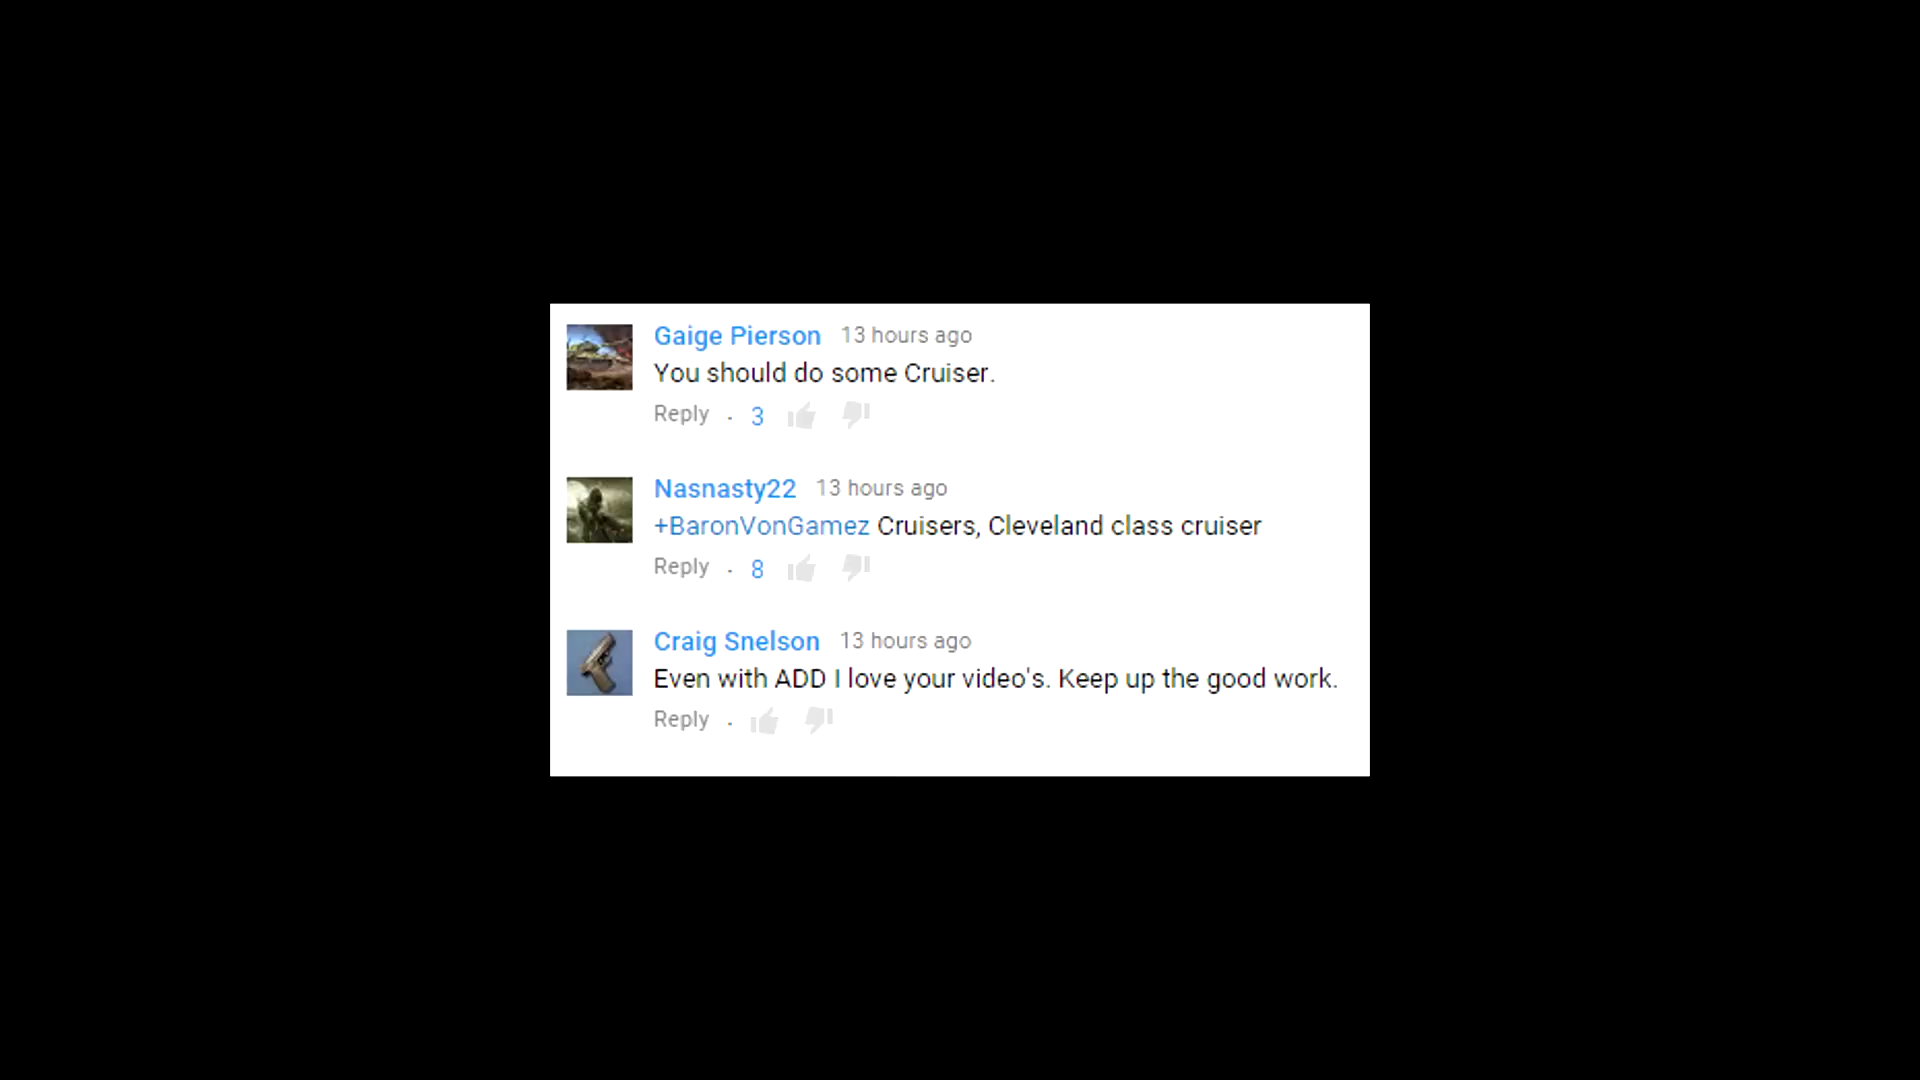 Gaige Pierson 13 hours ago
You should do some Cruiser.
Reply . 3
Nasnasty22 13 hours ago
+BaronVonGamez Cruisers, Cleveland class cruiser
Reply . 8
Craig Snelson 13 hours ago
Even with ADD I love your video's. Keep up the good work.
Reply .